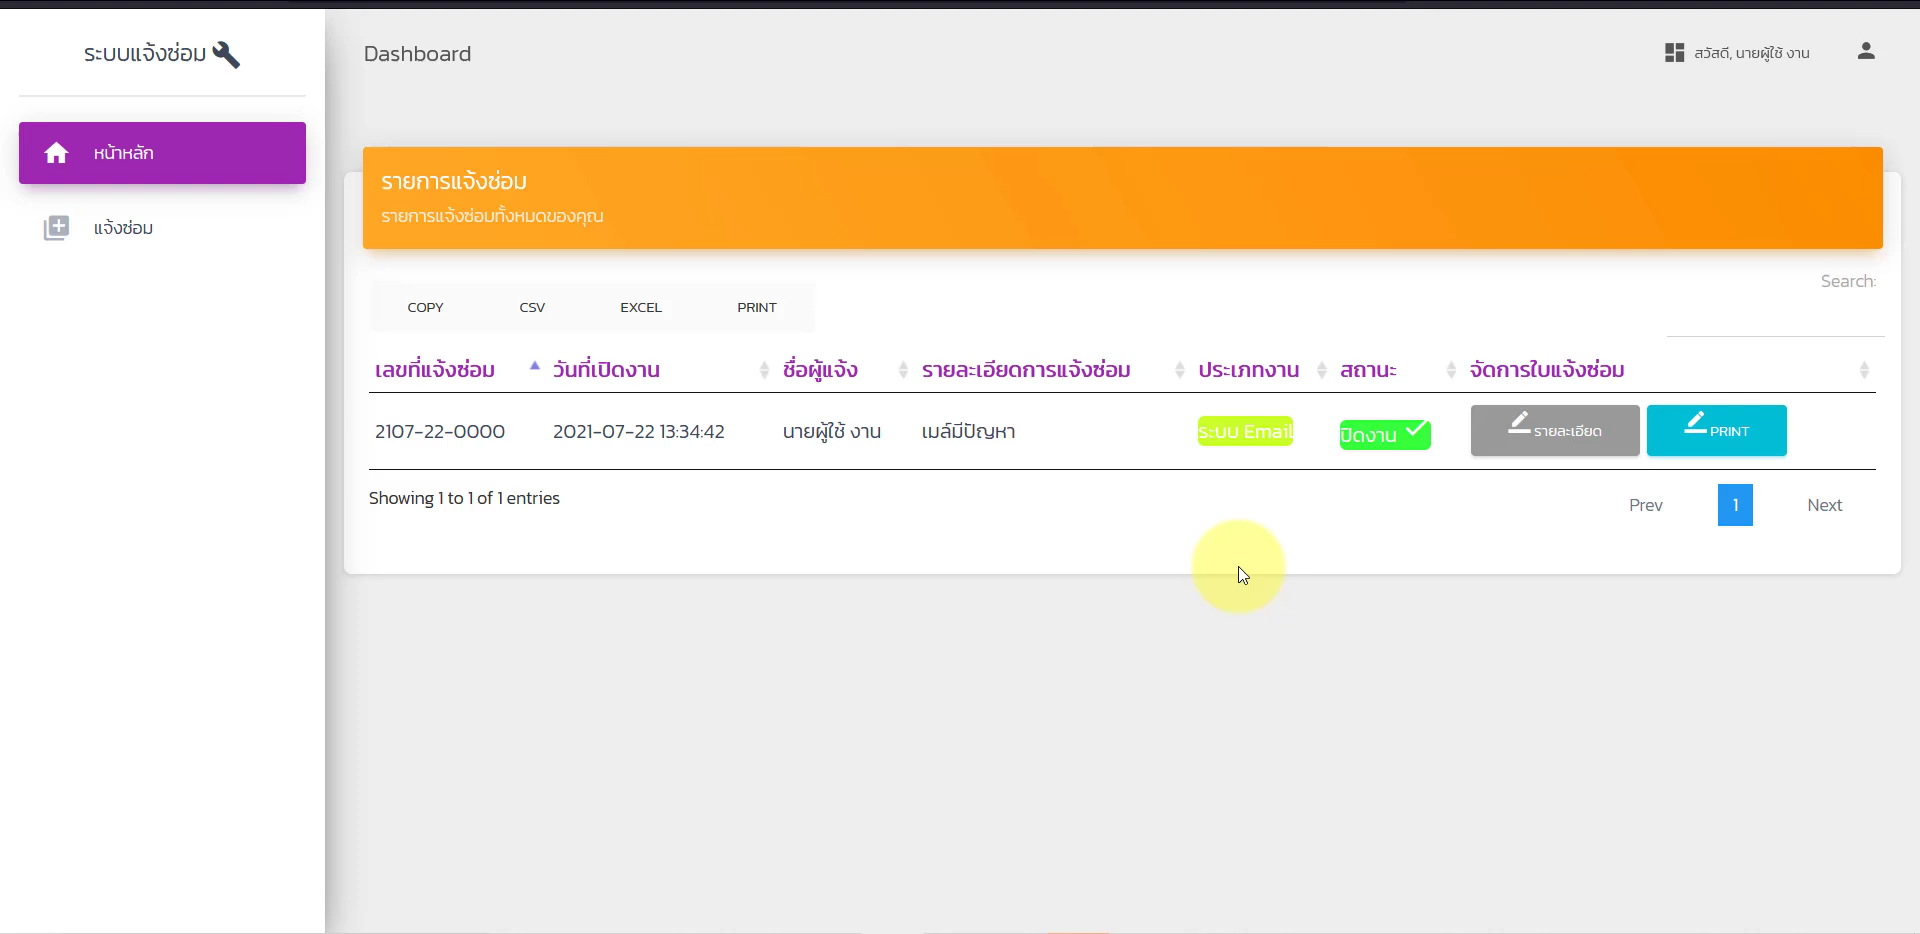 ระบบแจ้งซ่อม
Dashboard
สวัสดี, นายผู้ใช้ งาน
หน้าหลัก
แจ้งซ่อม
รายการแจ้งซ่อม
รายการแจ้งซ่อมทั้งหมดของคุณ
Search:
COPY CSV EXCEL PRINT
เลขที่แจ้งซ่อม วันที่เปิดงาน ชื่อผู้แจ้ง รายละเอียดการแจ้งซ่อม ประเภทงาน สถานะ จัดการใบแจ้งซ่อม
2107-22-0000 2021-07-22 13:34:42 นายผู้ใช้ งาน เมล์มีปัญหา ระบบ Email ปิดงาน รายละเอียด PRINT
Showing 1 to 1 of 1 entries
Prev 1 Next